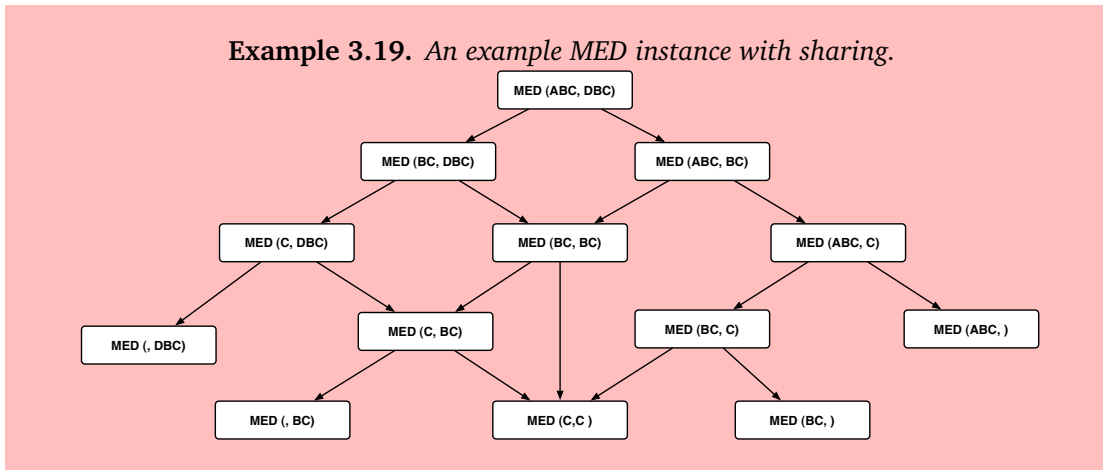 Example 3.19. An example MED instance with sharing.
MED (ABC, DBC)
MED (BC, DBC)
MED (ABC, BC)
MED (C, DBC)
MED (BC, BC)
MED (ABC, C)
MED (, DBC)
MED (C, BC)
MED (BC, C)
MED (ABC, )
MED (, BC)
MED (C,C )
MED (BC, )